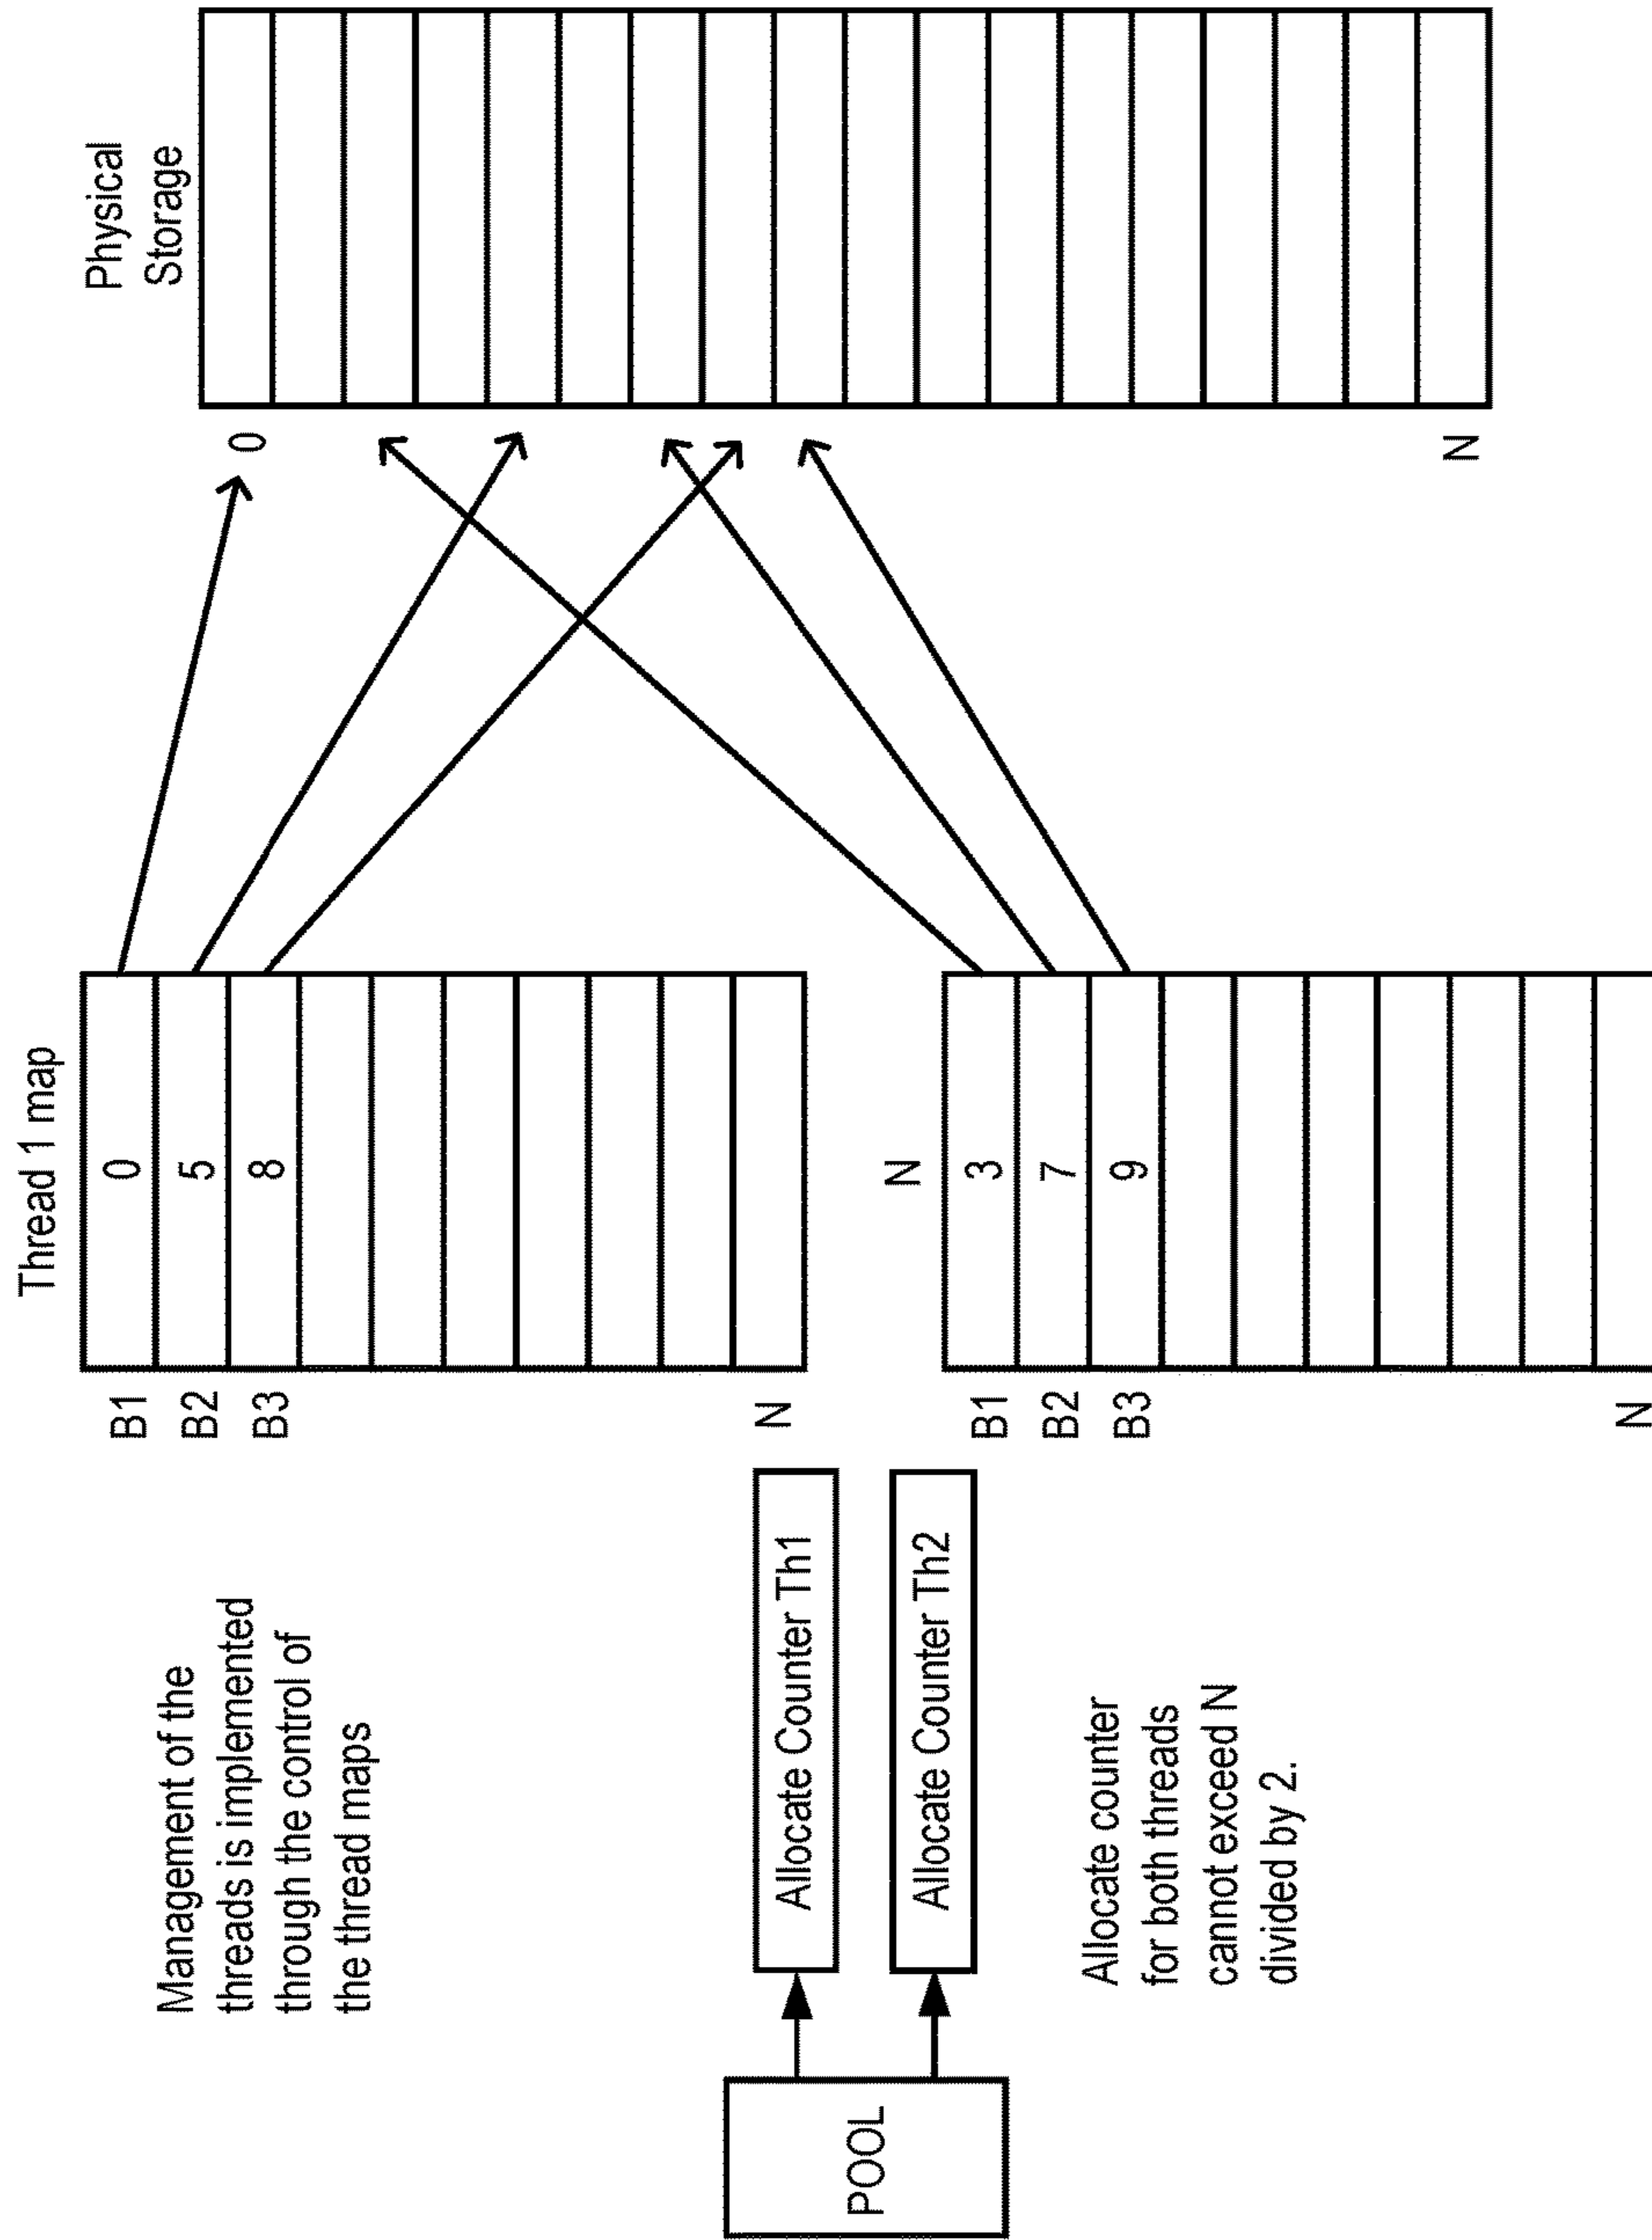 Management of the
threads is implemented
through the control of
the thread maps
POOL
Allocate Counter Th1
Allocate Counter Th2
Allocate counter
for both threads
cannot exceed N
divided by 2.
Thread 1 map
B1 0
B2 5
B3 8
N
N
B1 3
B2 7
B3 9
N
Physical
Storage
0
N